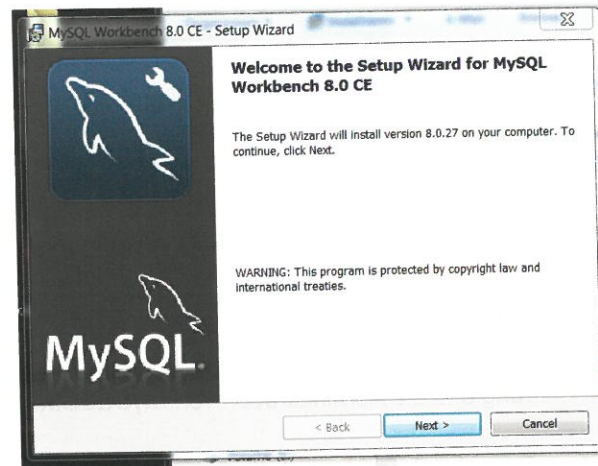 MySQL Workbench 8.0 CE - Setup Wizard
Welcome to the Setup Wizard for MySQL
Workbench 8.0 CE
The Setup Wizard will install version 8.0.27 on your computer. To
continue, click Next.
WARNING: This program is protected by copyright law and
international treaties.
MySQL
< Back
Next >
Cancel